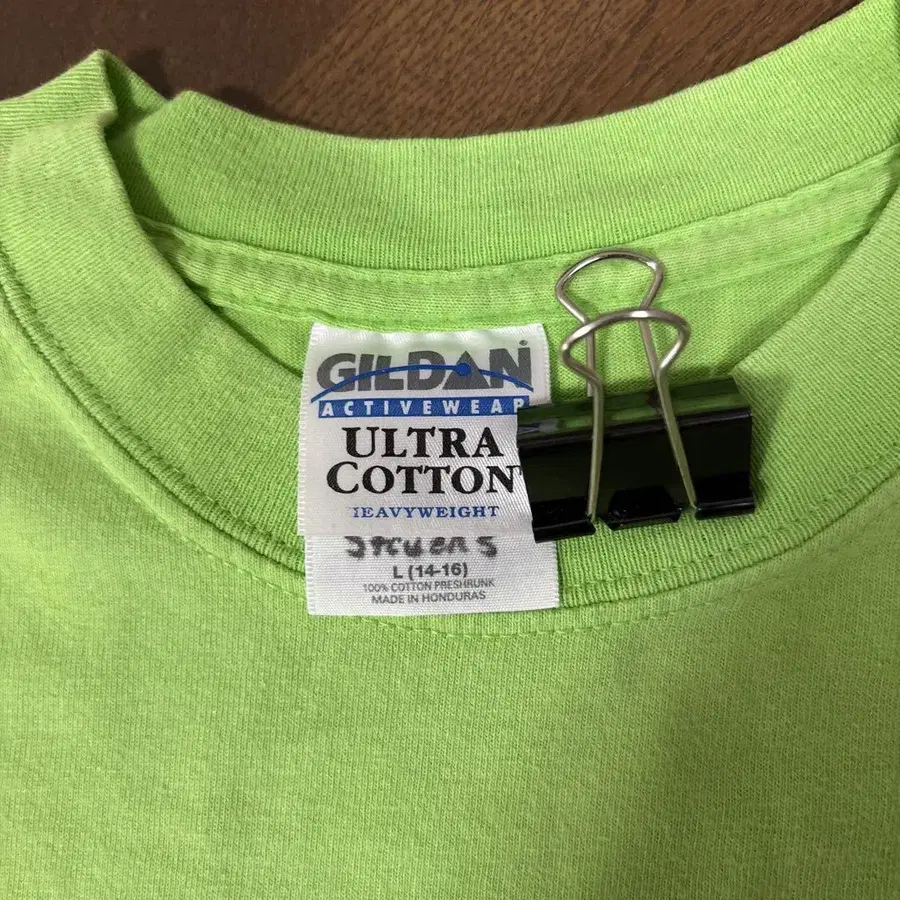 GILDAN®
ACTIVEWEAR
ULTRA
COTTON
HEAVYWEIGHT
L (14-16)
100% COTTON PRESHRUNK
MADE IN HONDURAS